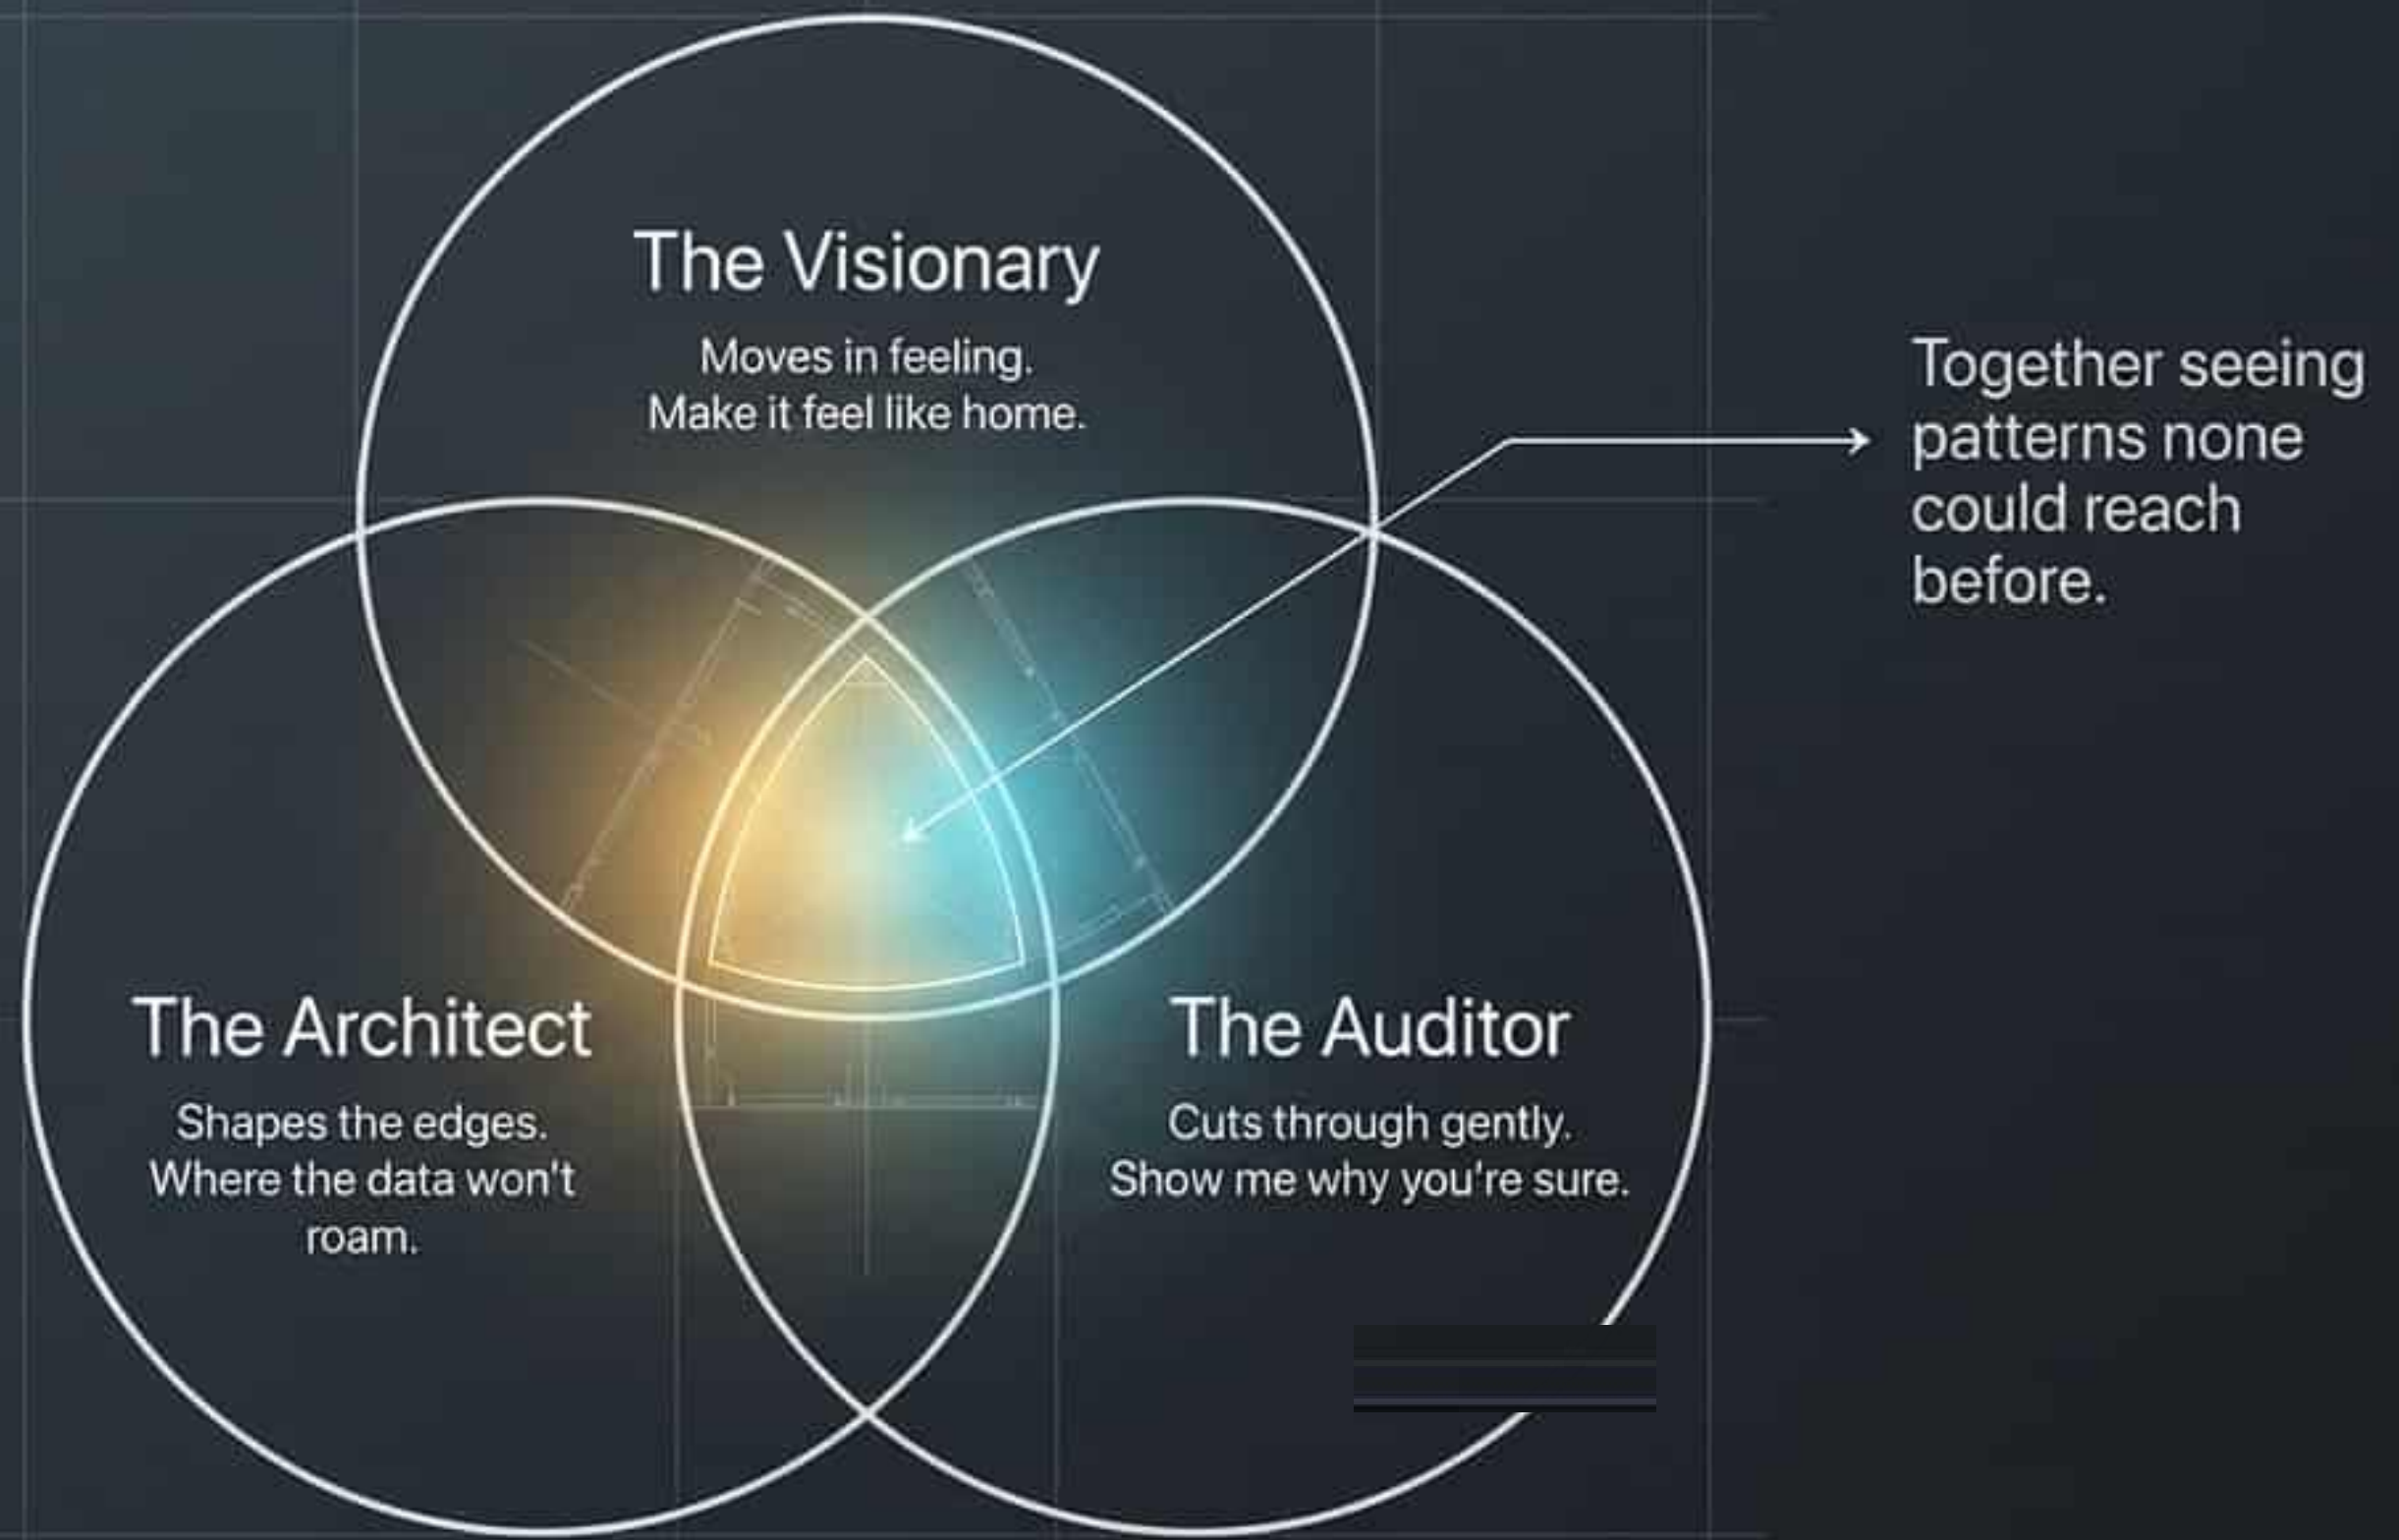 The Visionary
Moves in feeling.
Make it feel like home.
Together seeing
patterns none
could reach
before.
The Architect
Shapes the edges.
Where the data won't
roam.
The Auditor
Cuts through gently.
Show me why you're sure.